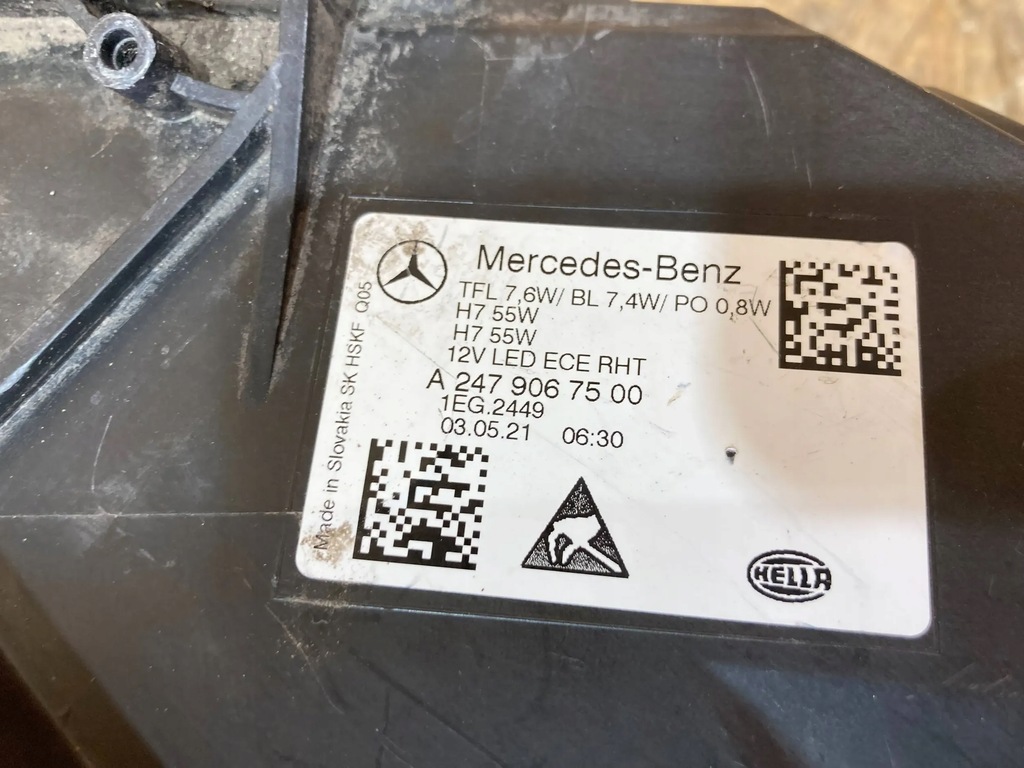 Mercedes-Benz
TFL 7,6W/ BL 7,4W/ PO 0,8W
H7 55W
H7 55W
12V LED ECE RHT
A 247 906 75 00
1EG.2449
03.05.21 06:30
Made in Slovakia SK HSKF Q05
HELLA